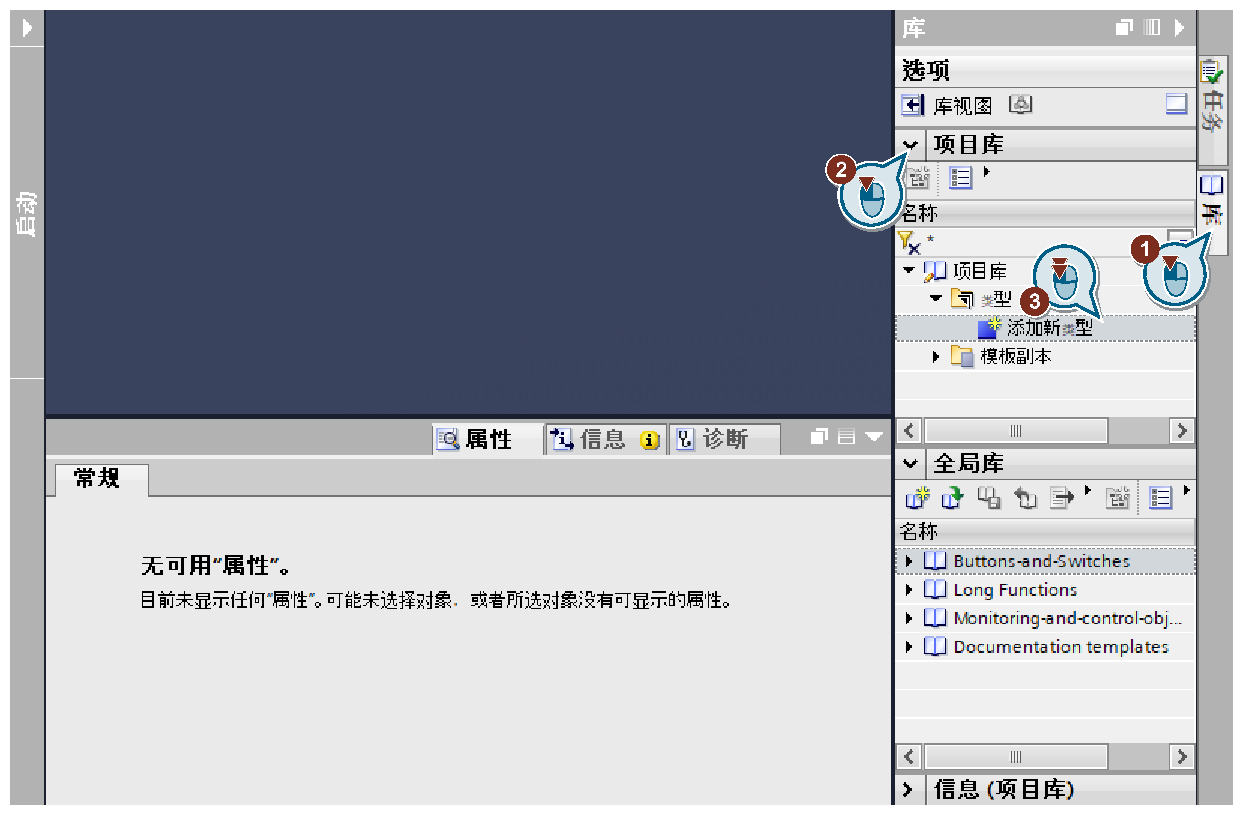 启动
库
选项
库视图
项目库
名称
*
项目库
类型
添加新类型
模板副本
1
2
3
任务
库
属性
信息
诊断
常规
无可用“属性”。
目前未显示任何“属性”。可能未选择对象，或者所选对象没有可显示的属性。
全局库
名称
Buttons-and-Switches
Long Functions
Monitoring-and-control-obj...
Documentation templates
信息 (项目库)